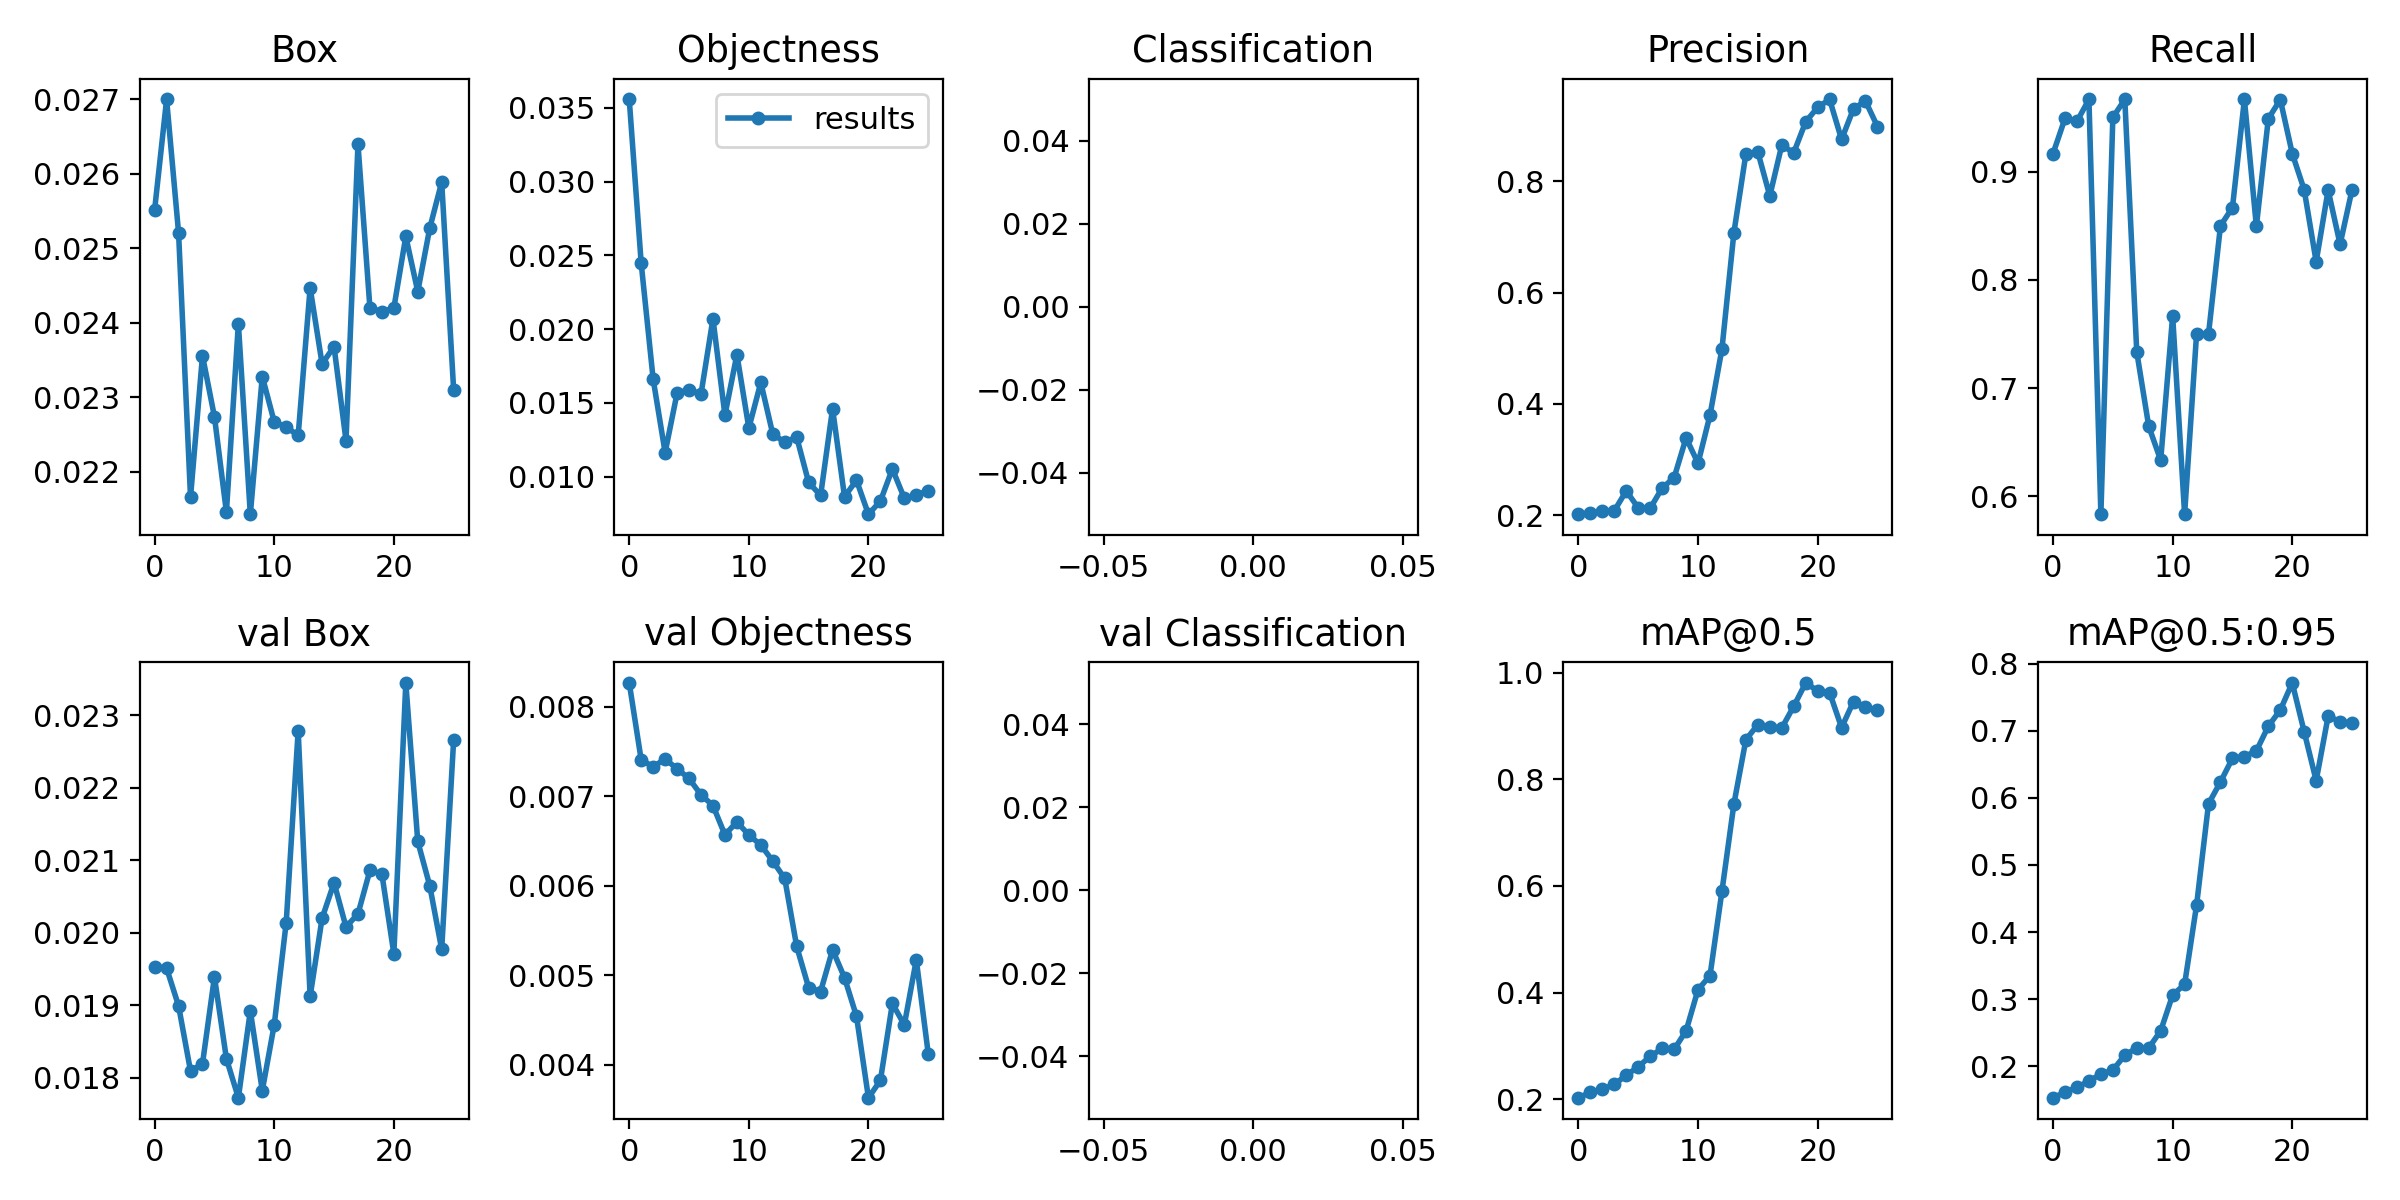 Box
Objectness
Classification
Precision
Recall
0.027
0.026
0.025
0.024
0.023
0.022
0 10 20
results
0.035
0.030
0.025
0.020
0.015
0.010
0 10 20
0.04
0.02
0.00
−0.02
−0.04
−0.05 0.00 0.05
0.8
0.6
0.4
0.2
0 10 20
0.9
0.8
0.7
0.6
0 10 20
val Box
val Objectness
val Classification
mAP@0.5
mAP@0.5:0.95
0.023
0.022
0.021
0.020
0.019
0.018
0 10 20
0.008
0.007
0.006
0.005
0.004
0 10 20
0.04
0.02
0.00
−0.02
−0.04
−0.05 0.00 0.05
1.0
0.8
0.6
0.4
0.2
0 10 20
0.8
0.7
0.6
0.5
0.4
0.3
0.2
0 10 20